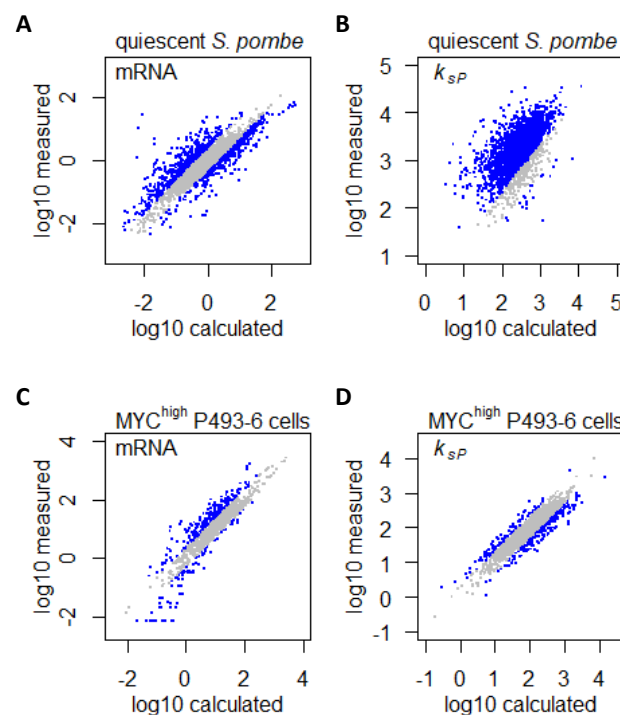 A
quiescent S. pombe
mRNA
log10 measured
2
0
-2
-2 0 2
log10 calculated
B
quiescent S. pombe
ksP
log10 measured
5
4
3
2
1
0 1 2 3 4 5
log10 calculated
C
MYChigh P493-6 cells
mRNA
log10 measured
4
2
0
-2
-2 0 2 4
log10 calculated
D
MYChigh P493-6 cells
ksP
log10 measured
5
4
3
2
1
0
-1
-1 0 1 2 3 4
log10 calculated